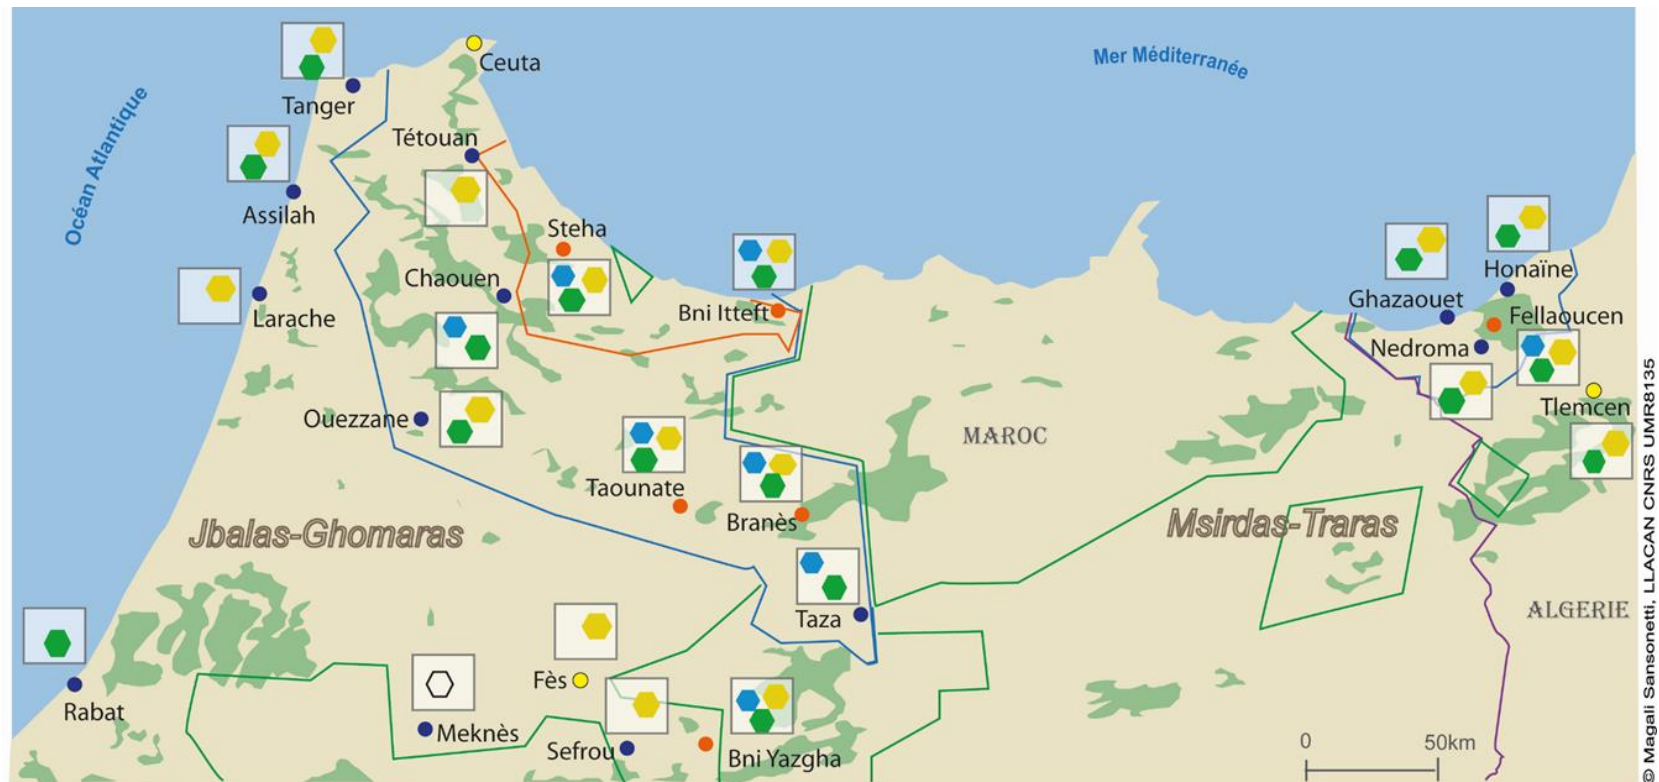 Océan Atlantique
Mer Méditerranée
Ceuta
Tanger
Tétouan
Assilah
Steha
Chaouen
Larache
Bni Itteft
Honaïne
Ghazaouet
Fellaoucen
Nedroma
Tlemcen
Ouezzane
MAROC
Taounate
Branès
Jbalas-Ghomaras
Msirdas-Traras
Taza
ALGERIE
Fès
Rabat
Meknès
Sefrou
Bni Yazgha
0 50km
© Magali Sansonetti, LLACAN CNRS UMR8135